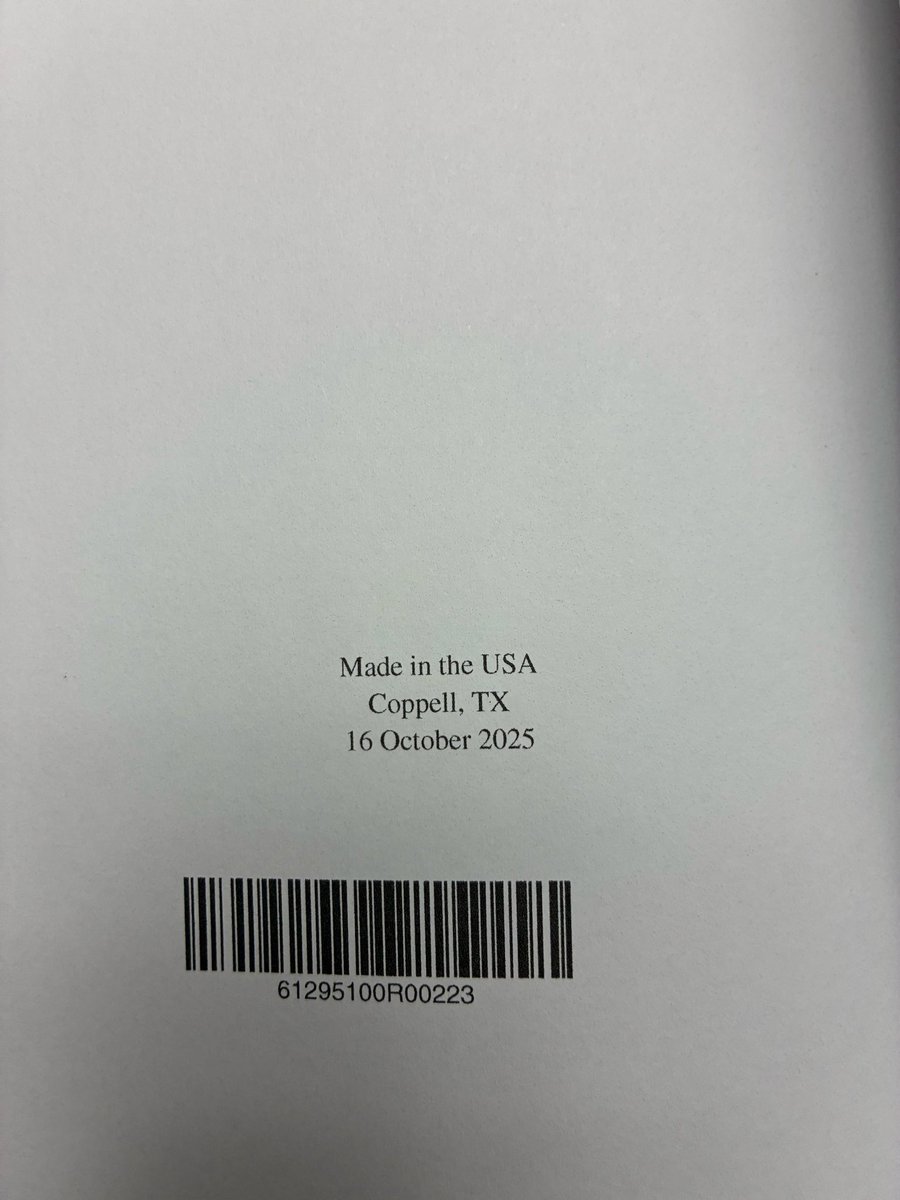 Made in the USA
Coppell, TX
16 October 2025
61295100R00223